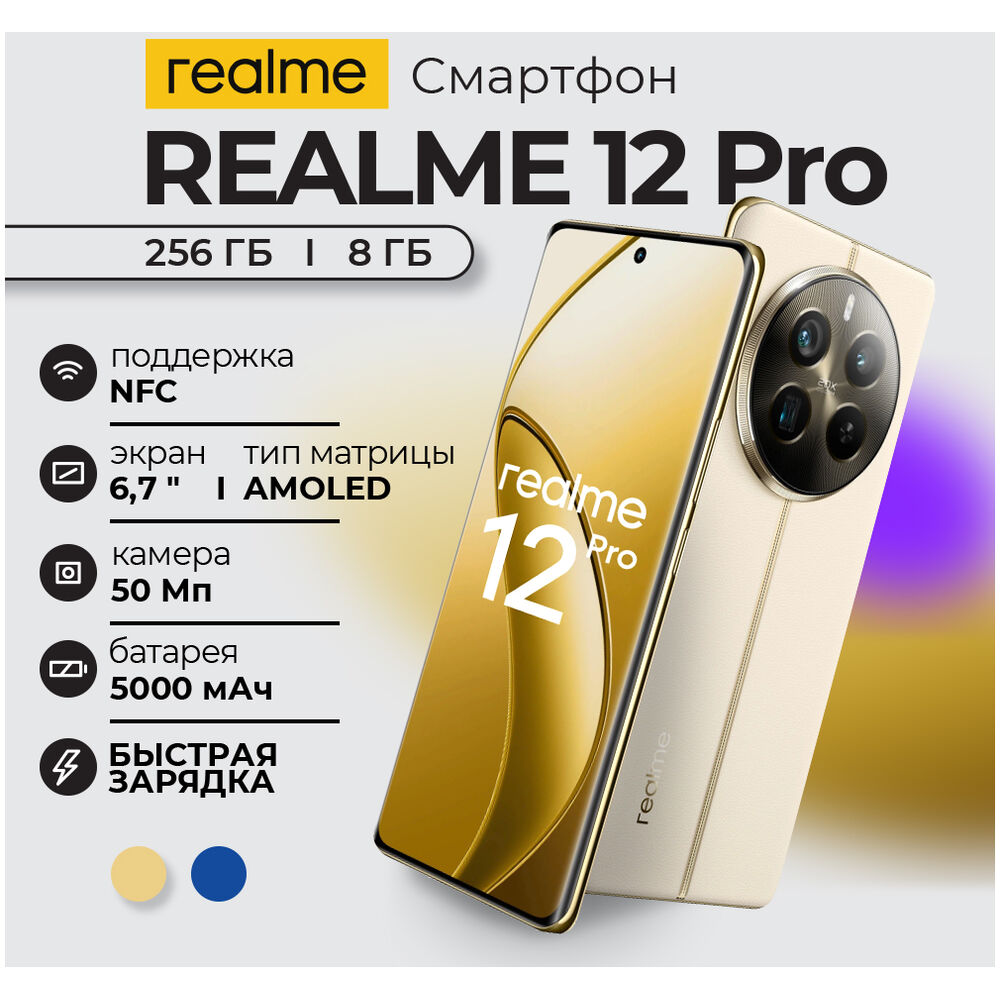 realme Смартфон
REALME 12 Pro
256 ГБ I 8 ГБ
поддержка
NFC
экран тип матрицы
6,7 " I AMOLED
камера
50 Мп
батарея
5000 мАч
БЫСТРАЯ
ЗАРЯДКА
realme
12 Pro
realme